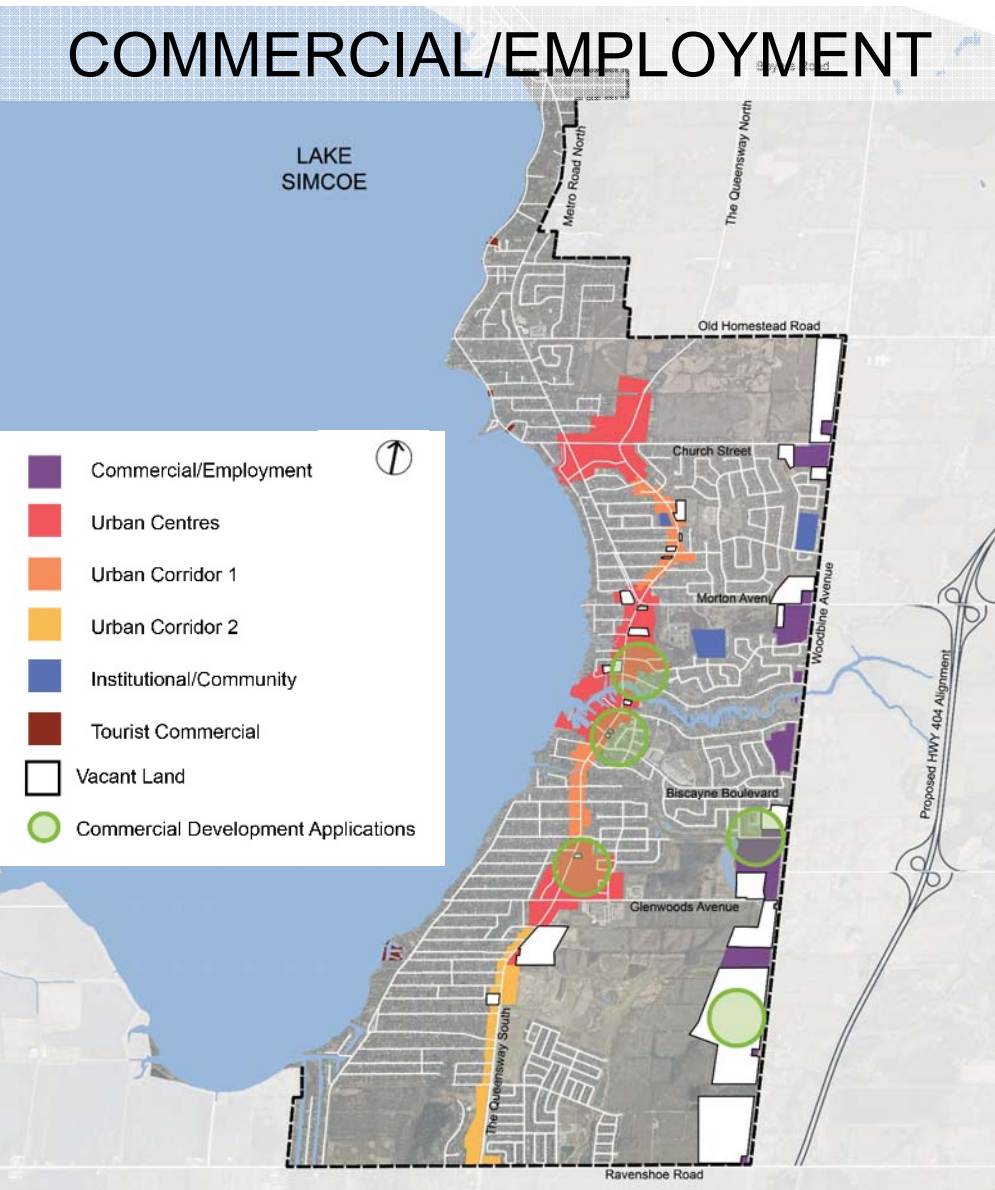 COMMERCIAL/EMPLOYMENT
LAKE
SIMCOE
Metro Road North
The Queensway North
Old Homestead Road
Church Street
Commercial/Employment
Urban Centres
Urban Corridor 1
Urban Corridor 2
Institutional/Community
Tourist Commercial
Vacant Land
Commercial Development Applications
Morton Avenu
Woodbine Avenue
Proposed HWY 404 Alignment
Biscayne Boulevard
Glenwoods Avenue
The Queensway South
Ravenshoe Road